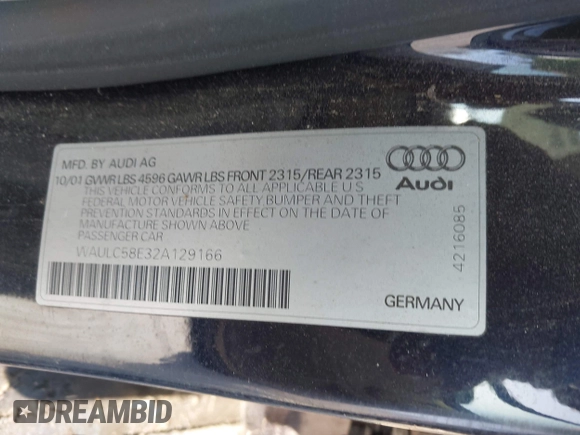 MFD. BY AUDI AG
10/01 GVWR LBS 4596 GAWR LBS FRONT 2315/REAR 2315
THIS VEHICLE CONFORMS TO ALL APPLICABLE U S
FEDERAL MOTOR VEHICLE SAFETY BUMPER AND THEFT
PREVENTION STANDARDS IN EFFECT ON THE DATE OF
MANUFACTURE SHOWN ABOVE
PASSENGER CAR
WAULC58E32A129166
Audi
4216085
GERMANY
DREAMBID